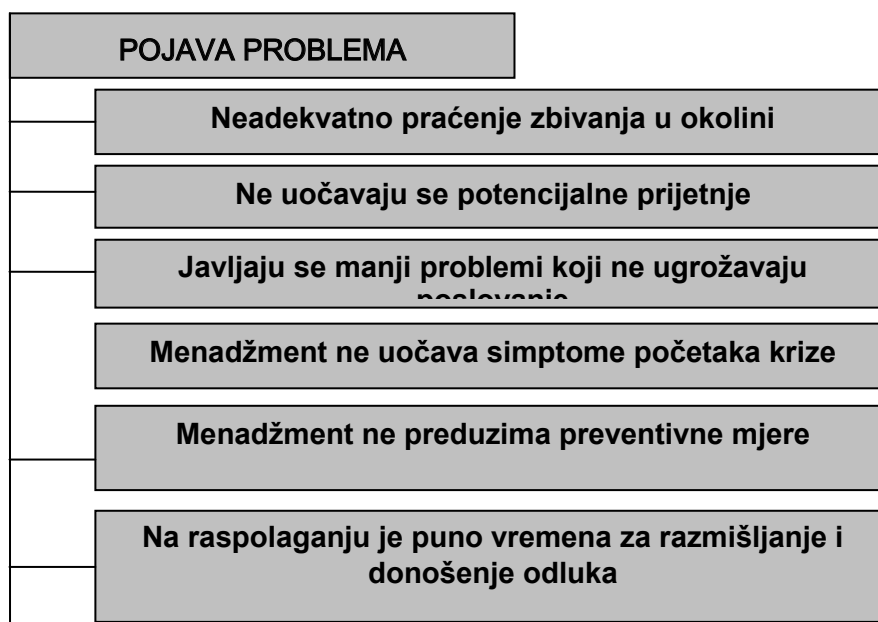 POJAVA PROBLEMA
Neadekvatno praćenje zbivanja u okolini
Ne uočavaju se potencijalne prijetnje
Javljaju se manji problemi koji ne ugrožavaju
poslovanje
Menadžment ne uočava simptome početaka krize
Menadžment ne preduzima preventivne mjere
Na raspolaganju je puno vremena za razmišljanje i
donošenje odluka